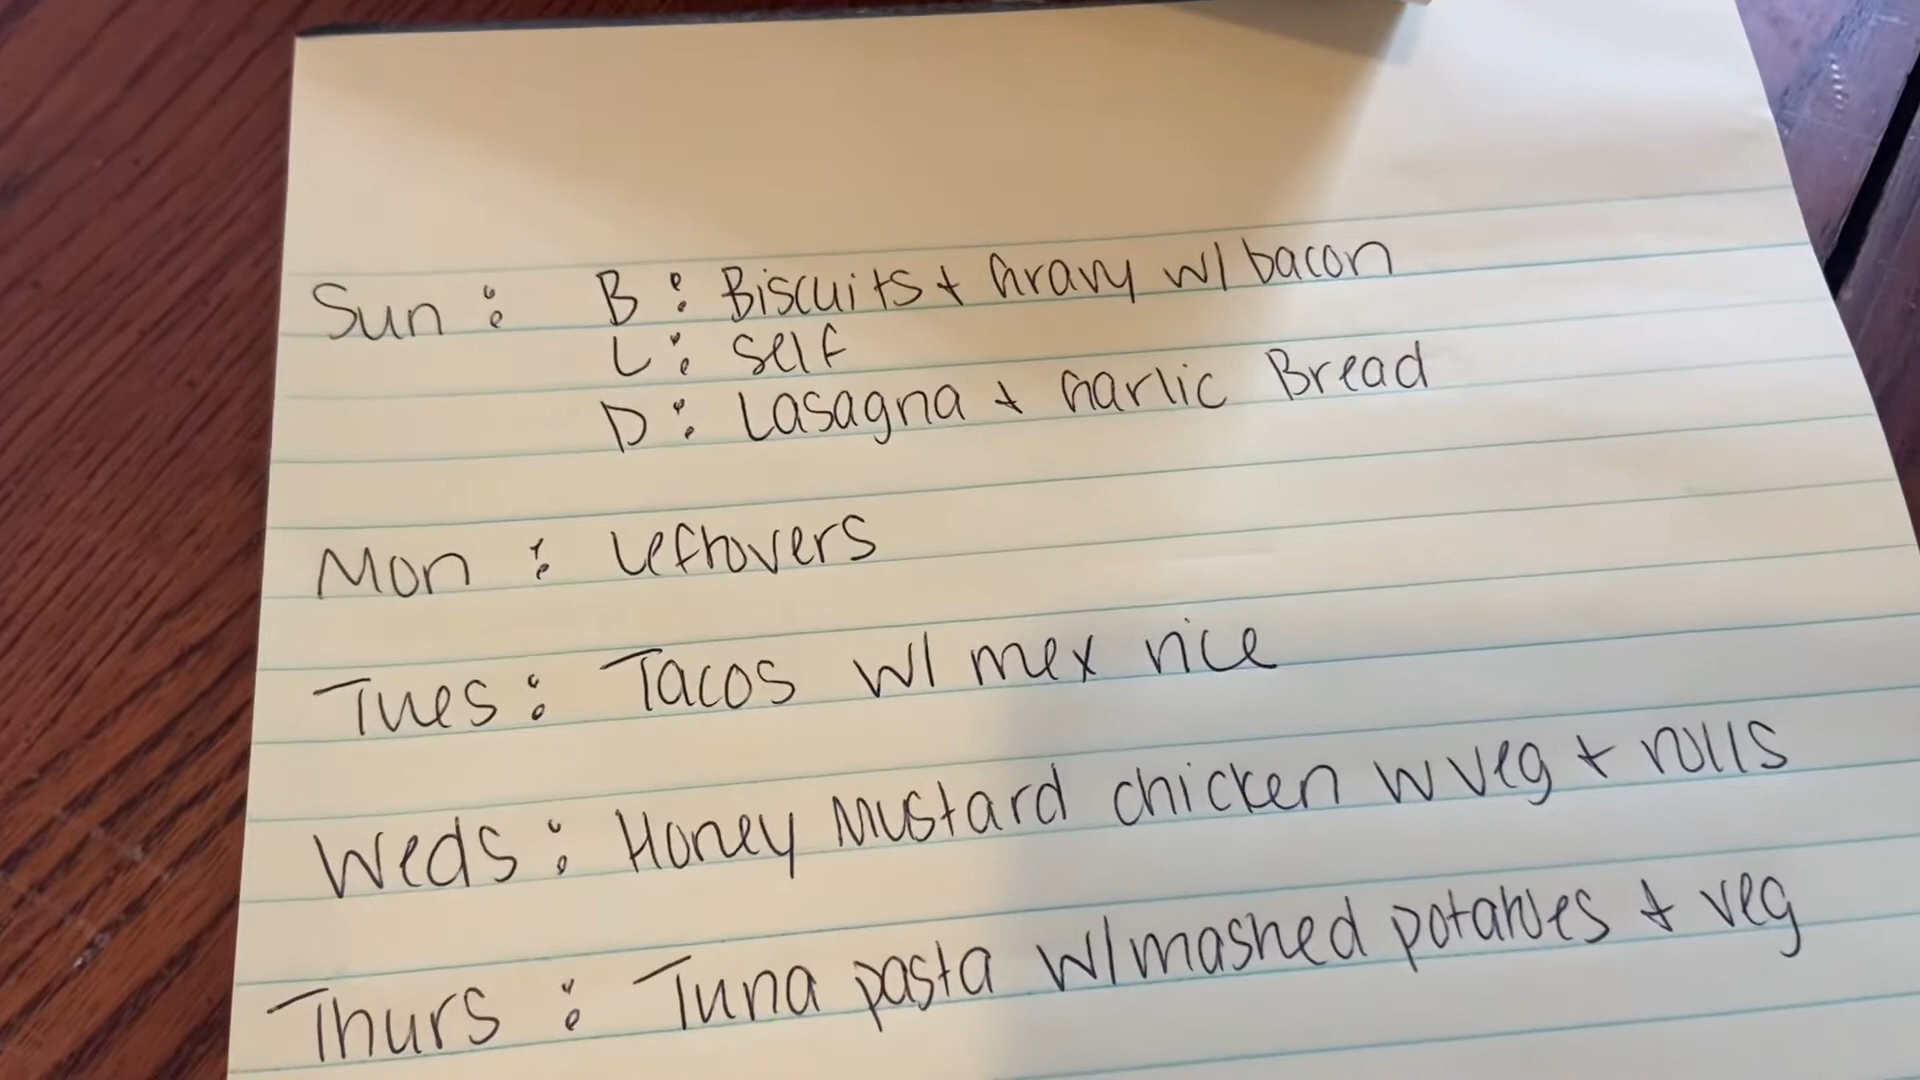 Sun: B: Biscuits + Gravy w/ bacon
L: self
D: Lasagna + Garlic Bread
Mon: Leftovers
Tues: Tacos w/ mex rice
Weds: Honey Mustard chicken w veg + rolls
Thurs: Tuna pasta w/ mashed potatoes + veg